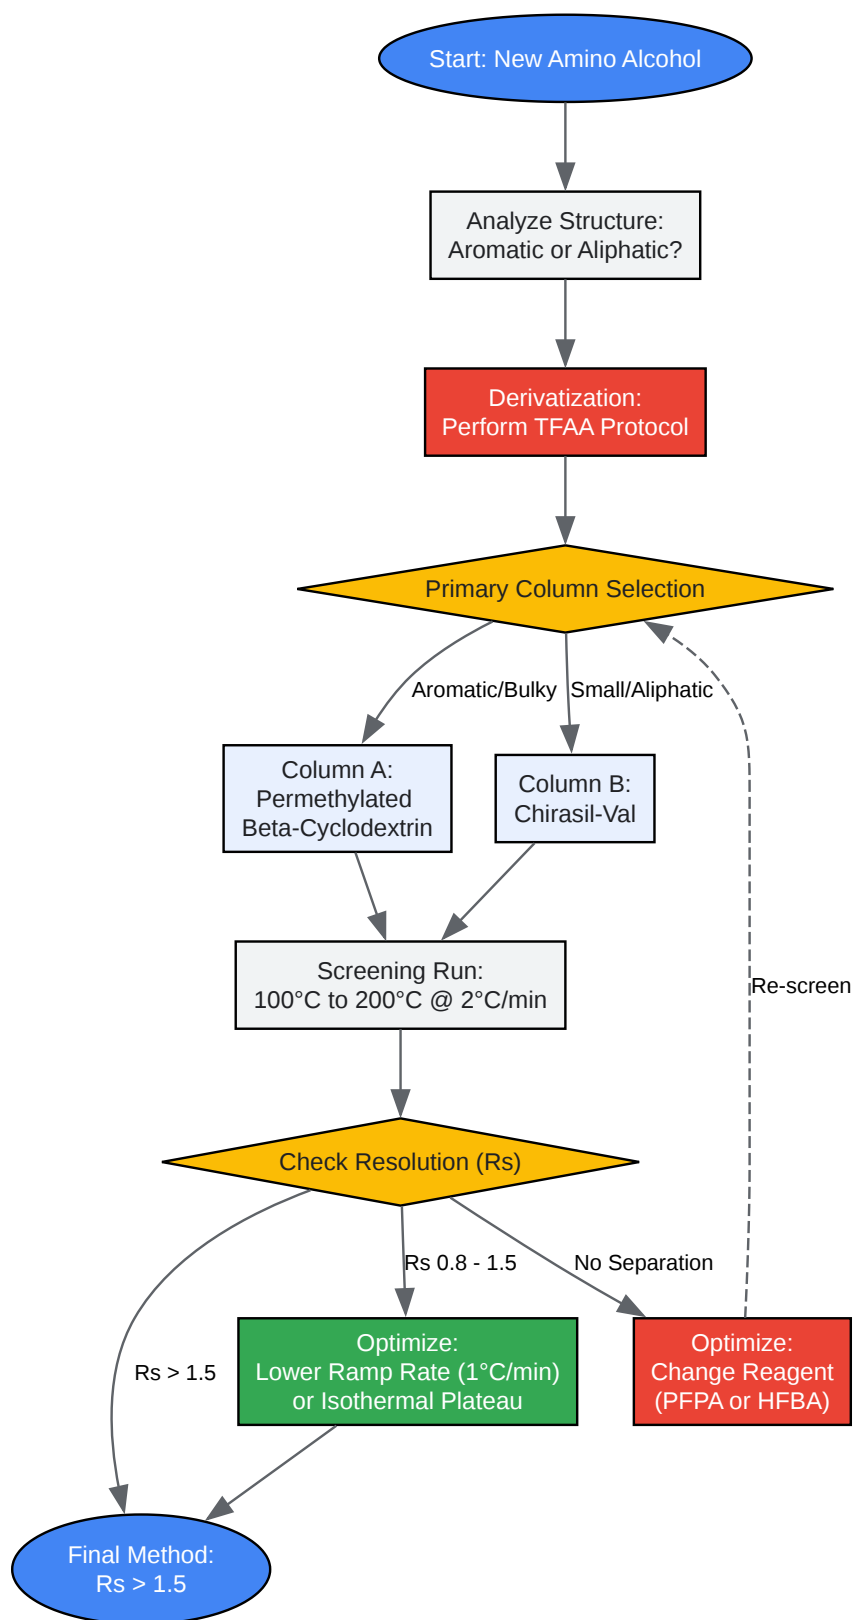 Start: New Amino Alcohol
Analyze Structure:
Aromatic or Aliphatic?
Derivatization:
Perform TFAA Protocol
Primary Column Selection
Aromatic/Bulky
Small/Aliphatic
Column A:
Permethylated
Beta-Cyclodextrin
Column B:
Chirasil-Val
Screening Run:
100°C to 200°C @ 2°C/min
Re-screen
Check Resolution (Rs)
Rs 0.8 - 1.5
No Separation
Rs > 1.5
Optimize:
Lower Ramp Rate (1°C/min)
or Isothermal Plateau
Optimize:
Change Reagent
(PFPA or HFBA)
Final Method:
Rs > 1.5